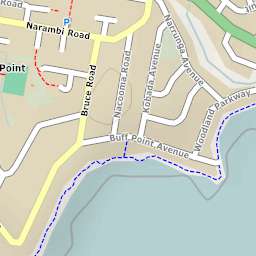 Narambi Road
P
Point
Bruce Road
Nacooma Road
Kobada Avenue
Narrunga Avenue
Woodland Parkway
Buff Point Avenue